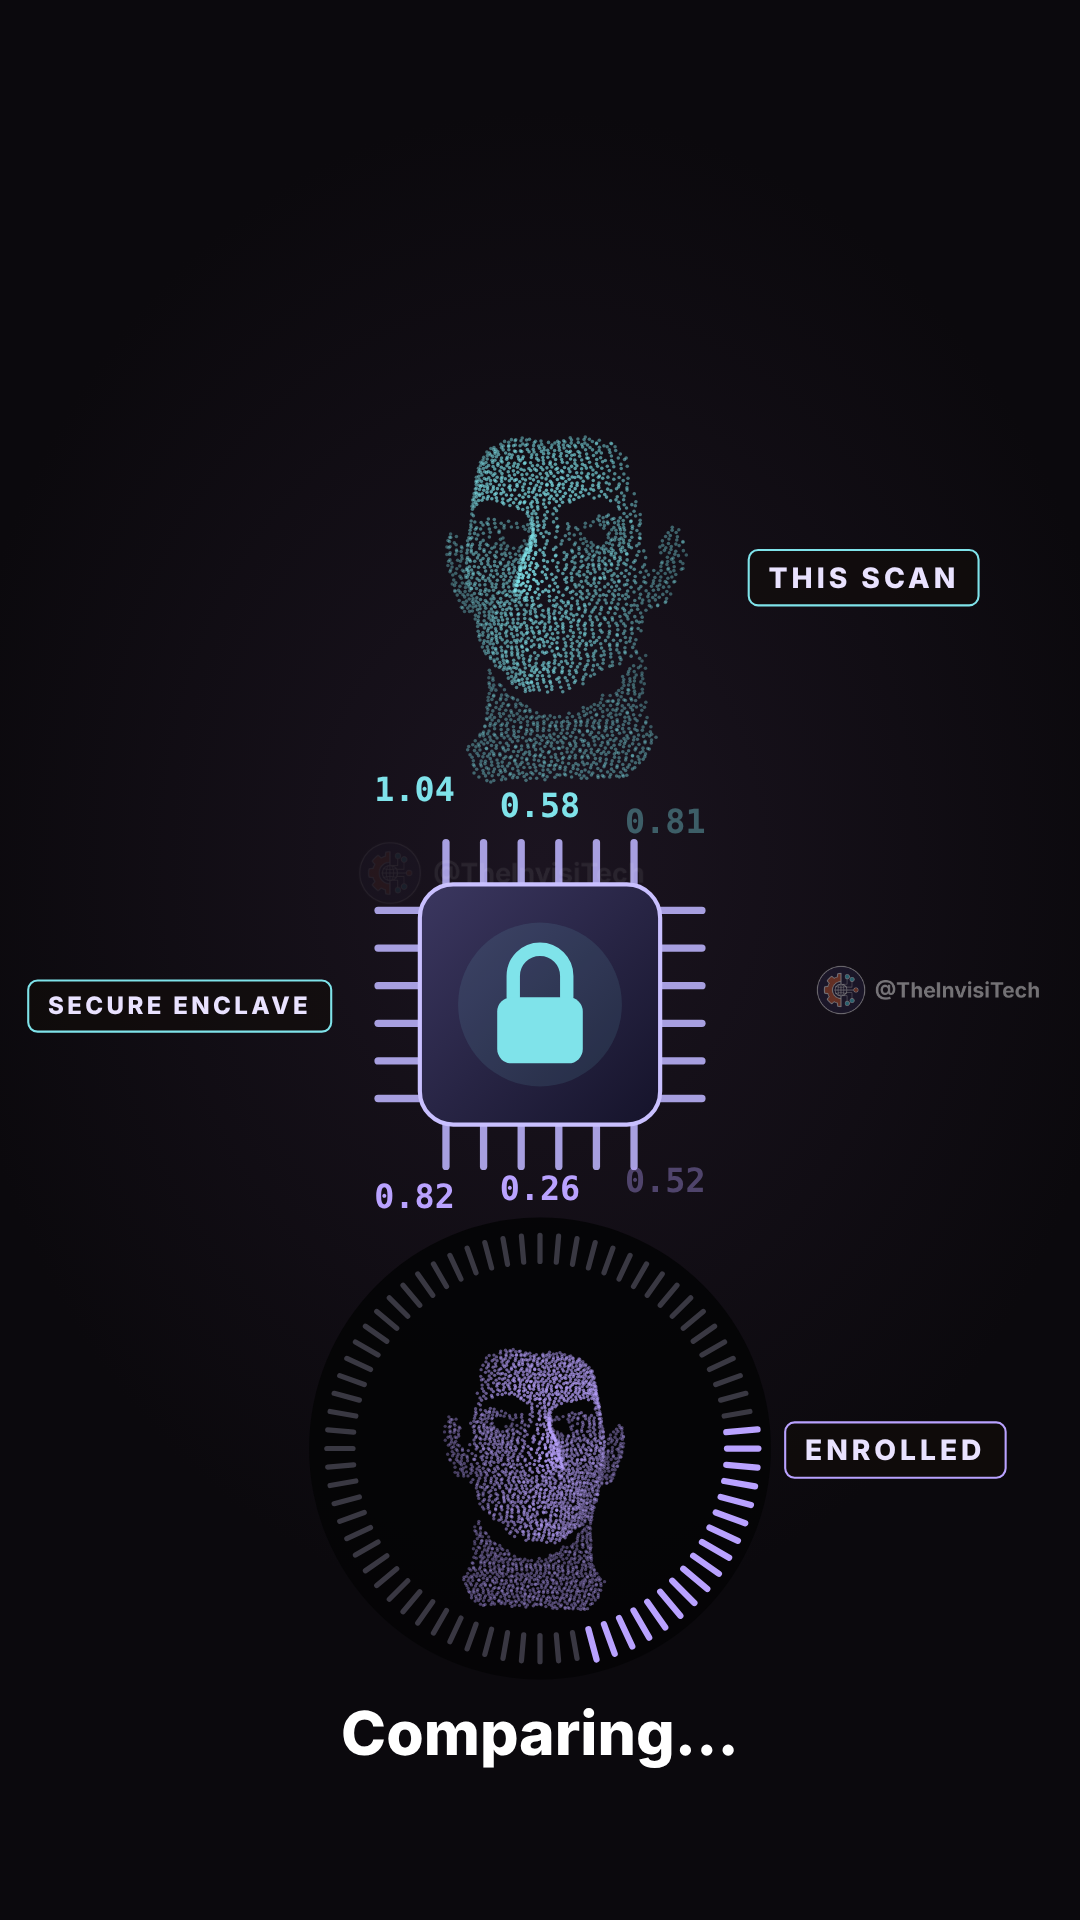 THIS SCAN
1.04
0.58
0.81
@TheInvisiTech
SECURE ENCLAVE
@TheInvisiTech
0.82
0.26
0.52
ENROLLED
Comparing...